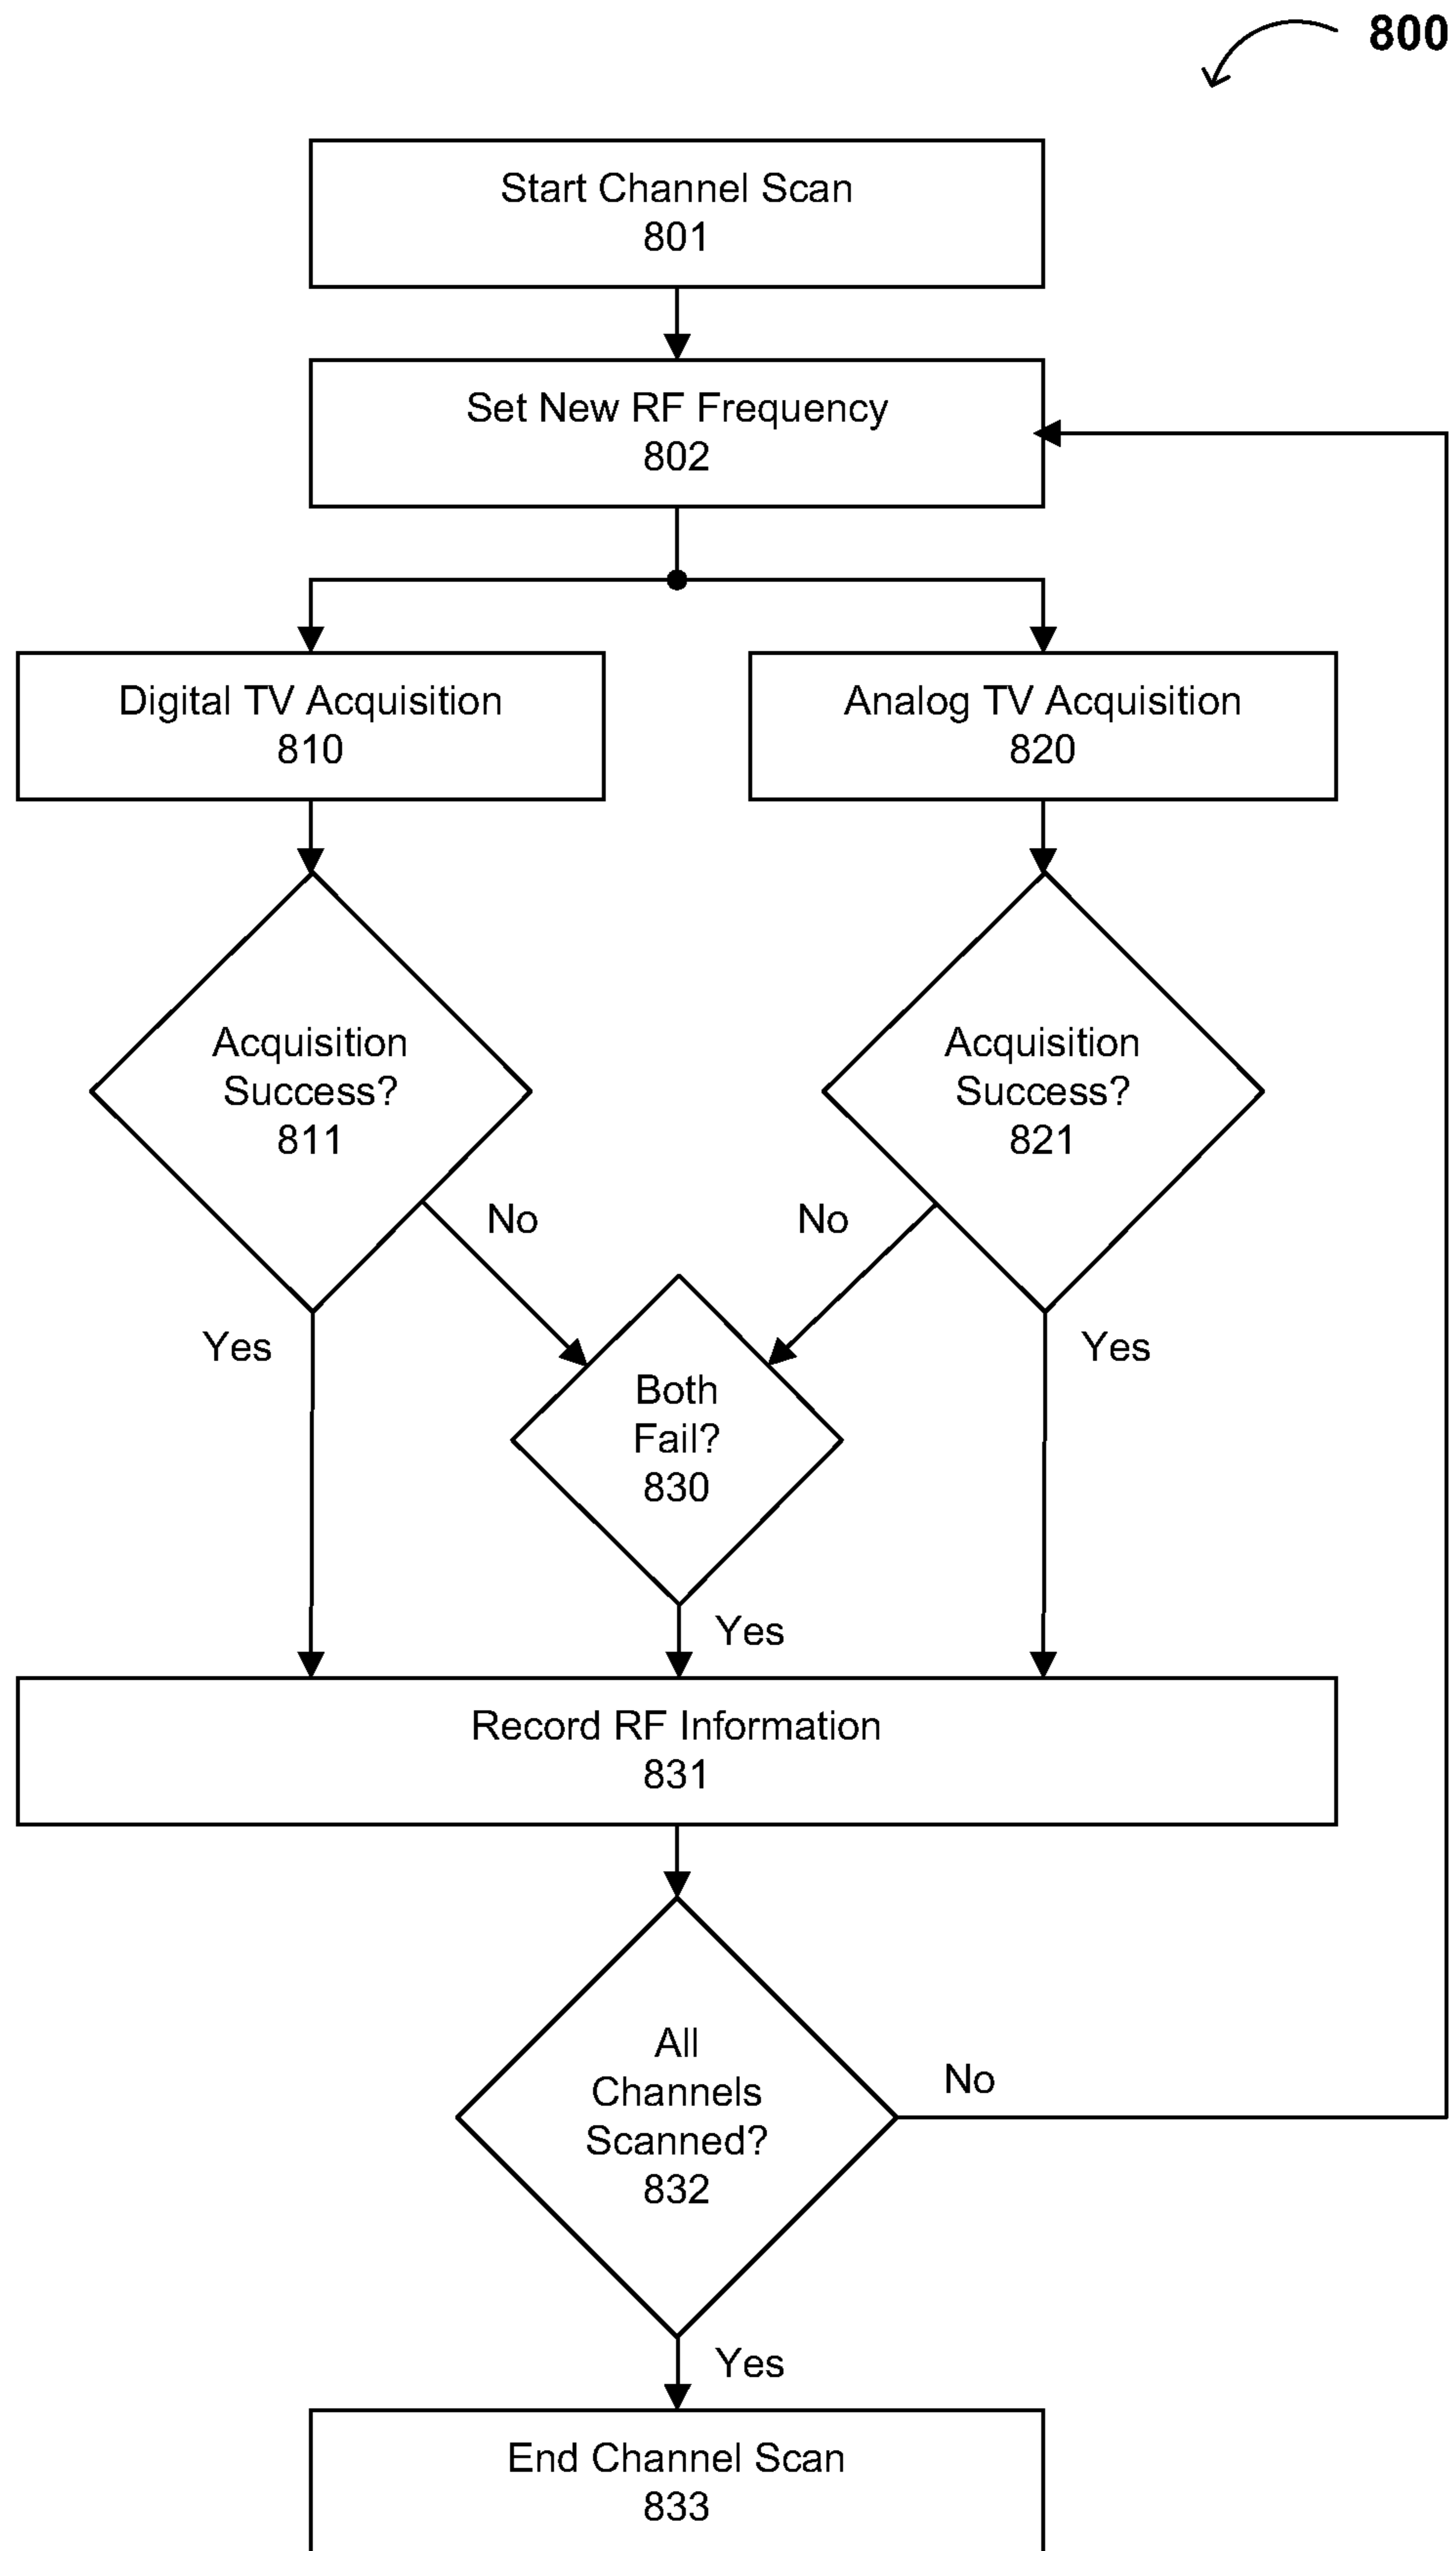 800
Start Channel Scan
801
Set New RF Frequency
802
Digital TV Acquisition
810
Analog TV Acquisition
820
Acquisition
Success?
811
Acquisition
Success?
821
No
No
Yes
Yes
Both
Fail?
830
Yes
Record RF Information
831
All
Channels
Scanned?
832
No
Yes
End Channel Scan
833